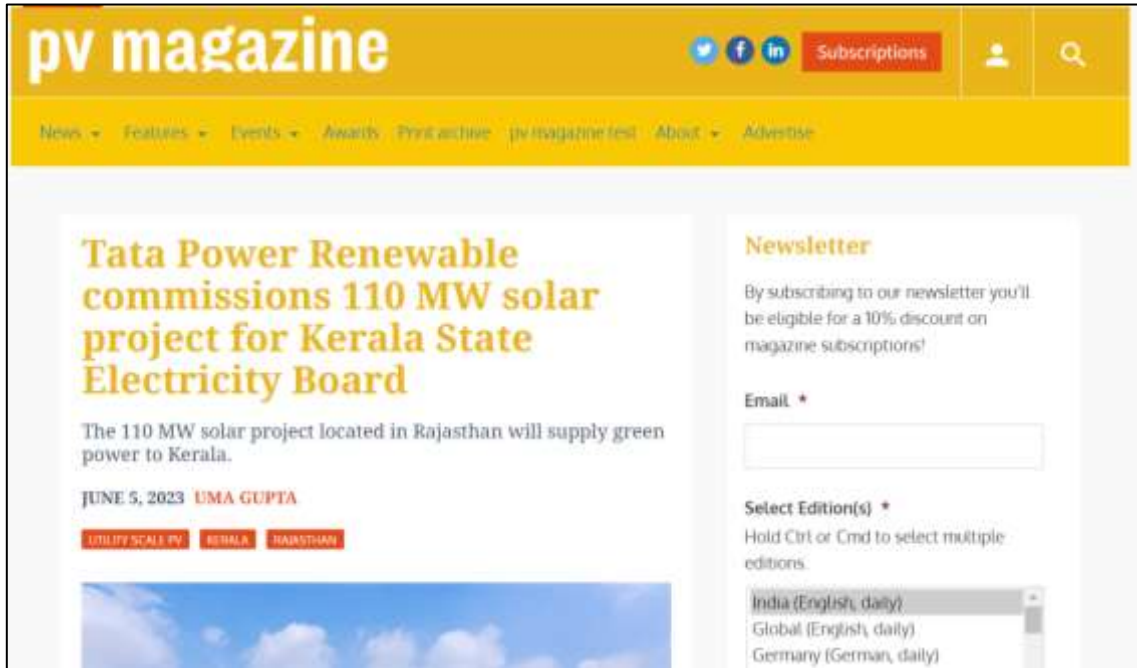 pv magazine
Subscriptions
News Features Events Awards Print archive pv magazine test About Advertise
Tata Power Renewable
commissions 110 MW solar
project for Kerala State
Electricity Board
The 110 MW solar project located in Rajasthan will supply green
power to Kerala.
JUNE 5, 2023 UMA GUPTA
UTILITY SCALE PV KERALA RAJASTHAN
Newsletter
By subscribing to our newsletter you'll
be eligible for a 10% discount on
magazine subscriptions!
Email *
Select Edition(s) *
Hold Ctrl or Cmd to select multiple
editions.
India (English, daily)
Global (English, daily)
Germany (German, daily)